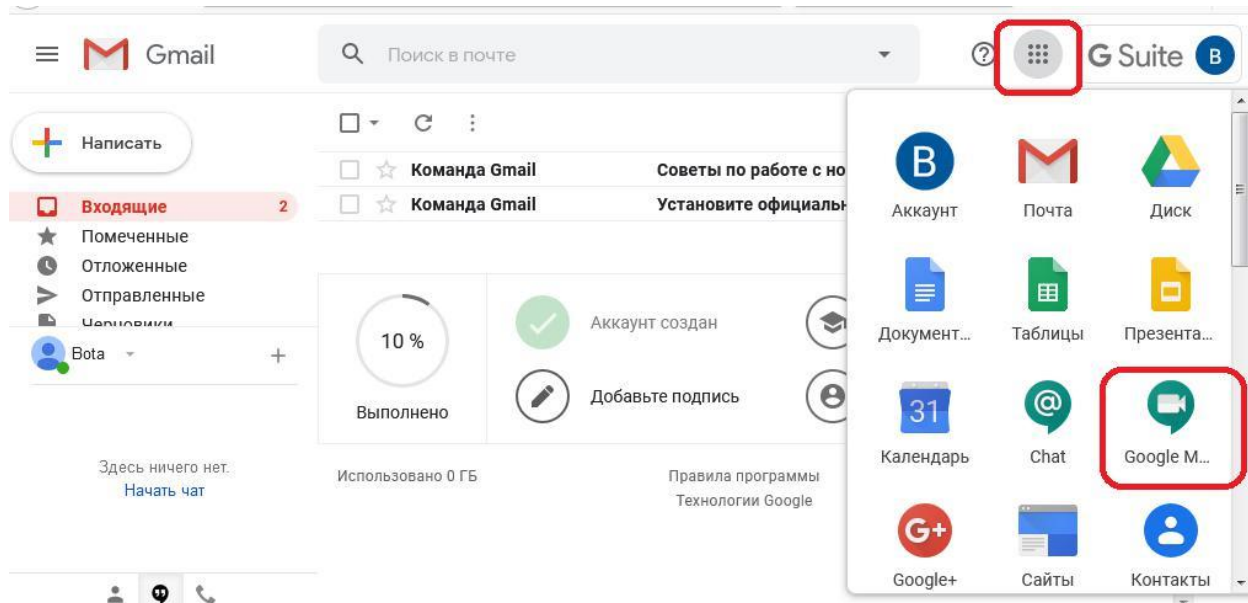 Gmail
Поиск в почте
G Suite B
Написать
Входящие 2
Помеченные
Отложенные
Отправленные
Черновики
Bota
Здесь ничего нет.
Начать чат
Команда Gmail Советы по работе с но
Команда Gmail Установите официальн
10 %
Выполнено
Аккаунт создан
Добавьте подпись
Использовано 0 ГБ
Правила программы
Технологии Google
B
Аккаунт
Почта
Диск
Документ...
Таблицы
Презента...
31
Календарь
Chat
Google M...
G+
Google+
Сайты
Контакты